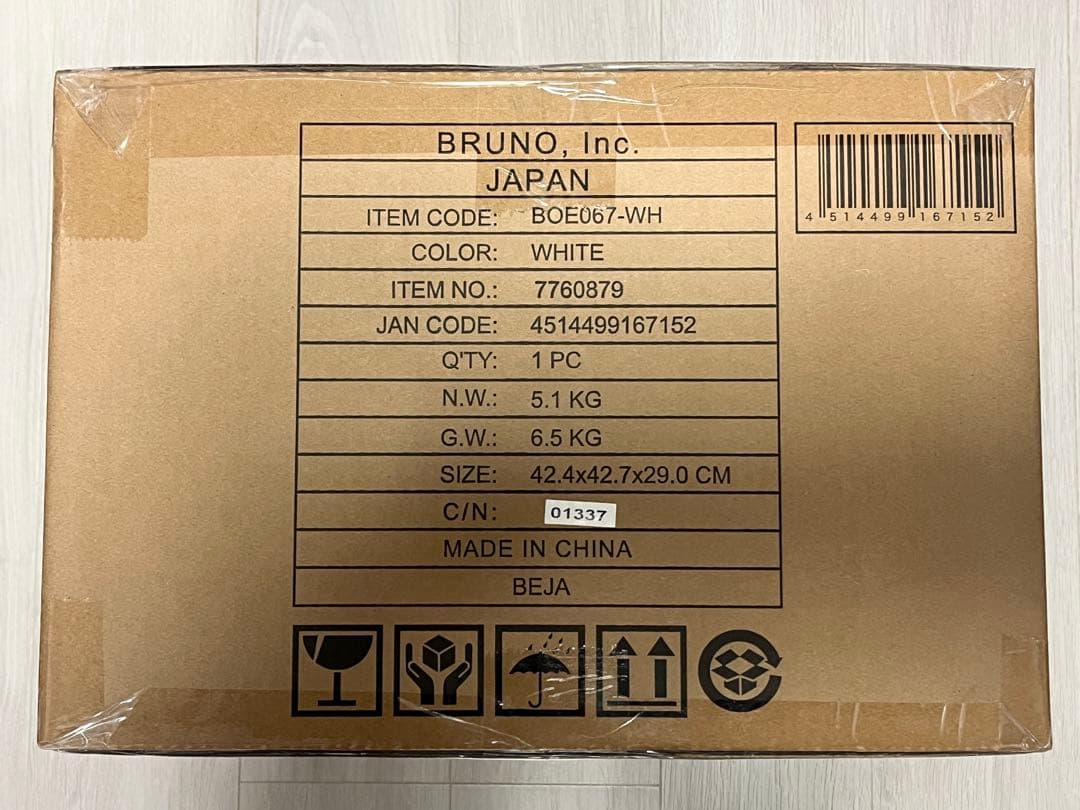 BRUNO, Inc.
JAPAN
ITEM CODE: BOE067-WH
COLOR: WHITE
ITEM NO.: 7760879
JAN CODE: 4514499167152
Q'TY: 1 PC
N.W.: 5.1 KG
G.W.: 6.5 KG
SIZE: 42.4x42.7x29.0 CM
C/N: 01337
MADE IN CHINA
BEJA
4 514499 167152